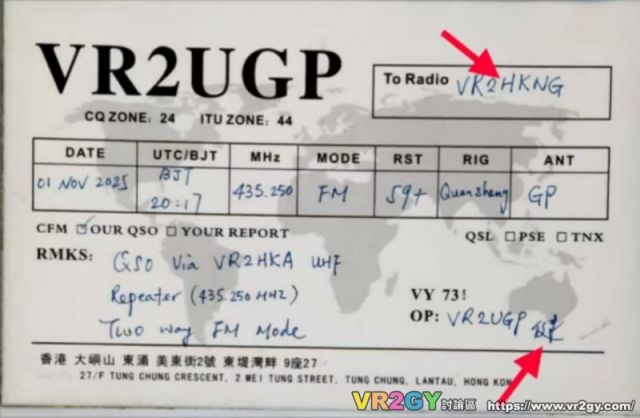 VR2UGP
To Radio VR2HKNG
CQ ZONE: 24 ITU ZONE: 44
DATE UTC/BJT MHz MODE RST RIG ANT
01 NOV 2025 BJT 20:17 435.250 FM 59+ Quansheng GP
CFM ☑ OUR QSO ☐ YOUR REPORT QSL ☐ PSE ☐ TNX
RMKS: QSO Via VR2HKA UHF
Repeater (435.250 MHZ)
Two way FM Mode
VY 73!
OP: VR2UGP
香港 大嶼山 東涌 美東街2號 東堤灣畔 9座27
27/F TUNG CHUNG CRESCENT, 2 MEI TUNG STREET, TUNG CHUNG, LANTAU, HONG KON
VR2GY 討論區 https://www.vr2gy.com